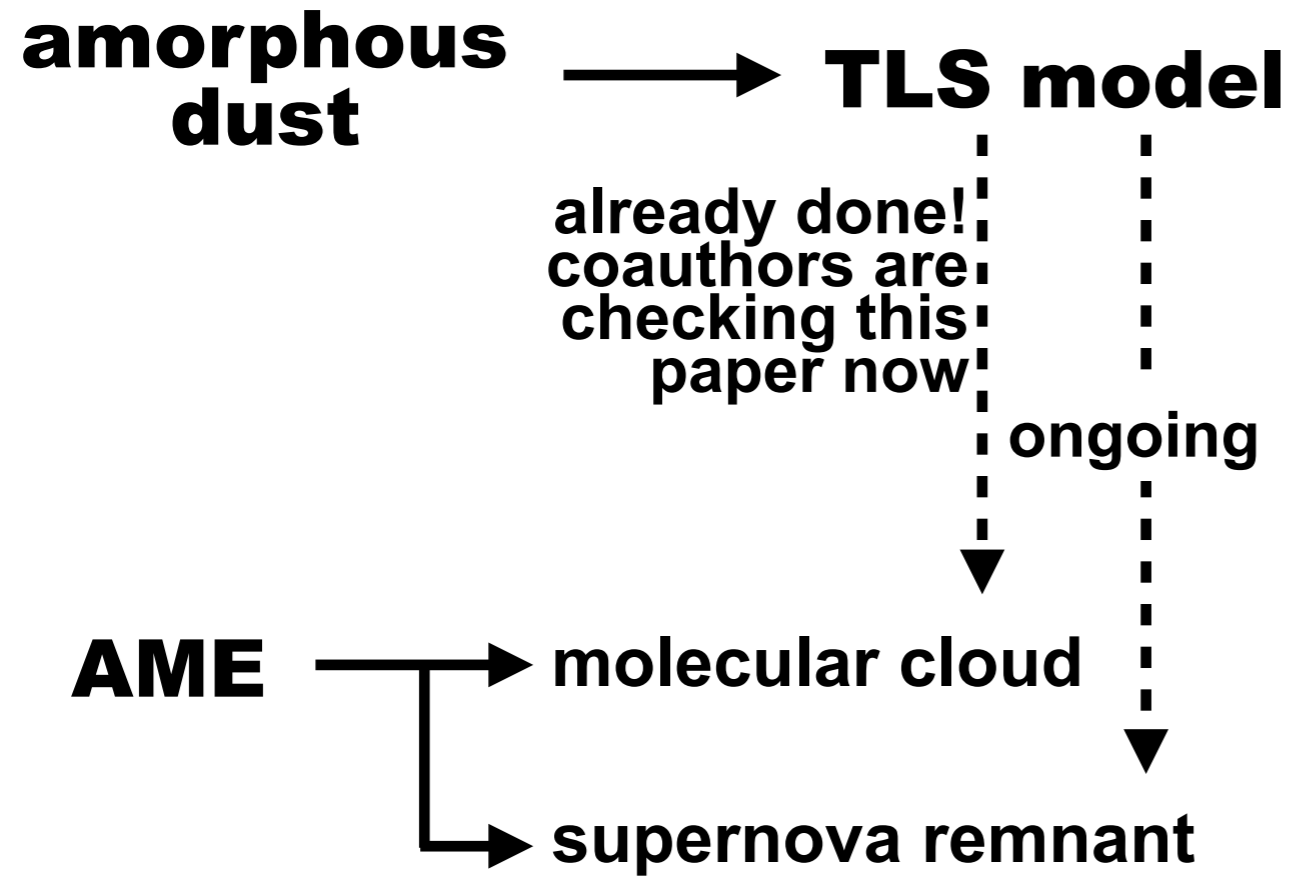 amorphous
dust
TLS model
already done!
coauthors are
checking this
paper now
ongoing
AME
molecular cloud
supernova remnant